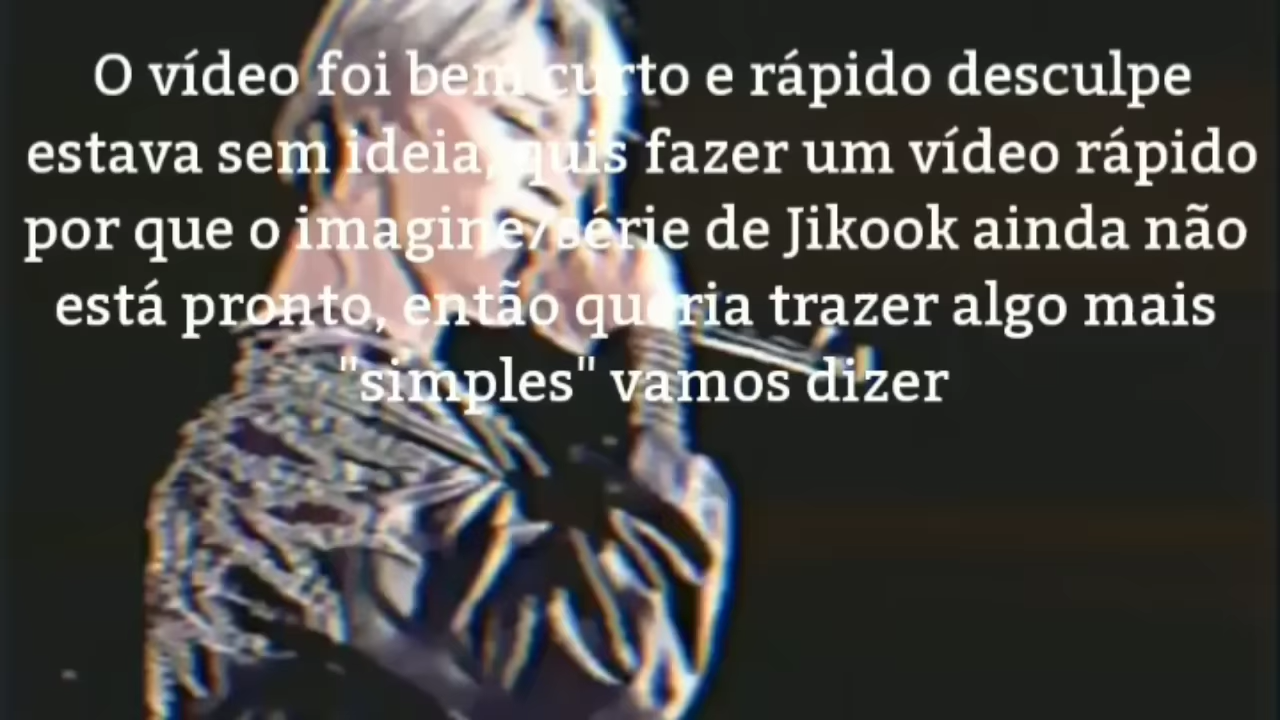 O vídeo foi bem curto e rápido desculpe
estava sem ideia, quis fazer um vídeo rápido
por que o imagine/série de Jikook ainda não
está pronto, então queria trazer algo mais
"simples" vamos dizer